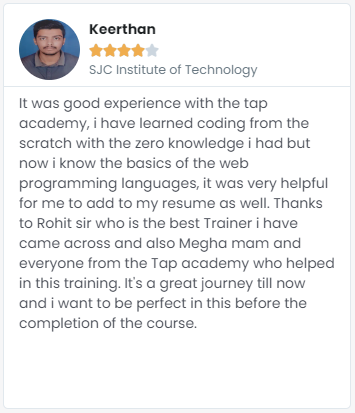 Keerthan
SJC Institute of Technology
It was good experience with the tap
academy, i have learned coding from the
scratch with the zero knowledge i had but
now i know the basics of the web
programming languages, it was very helpful
for me to add to my resume as well. Thanks
to Rohit sir who is the best Trainer i have
came across and also Megha mam and
everyone from the Tap academy who helped
in this training. It's a great journey till now
and i want to be perfect in this before the
completion of the course.